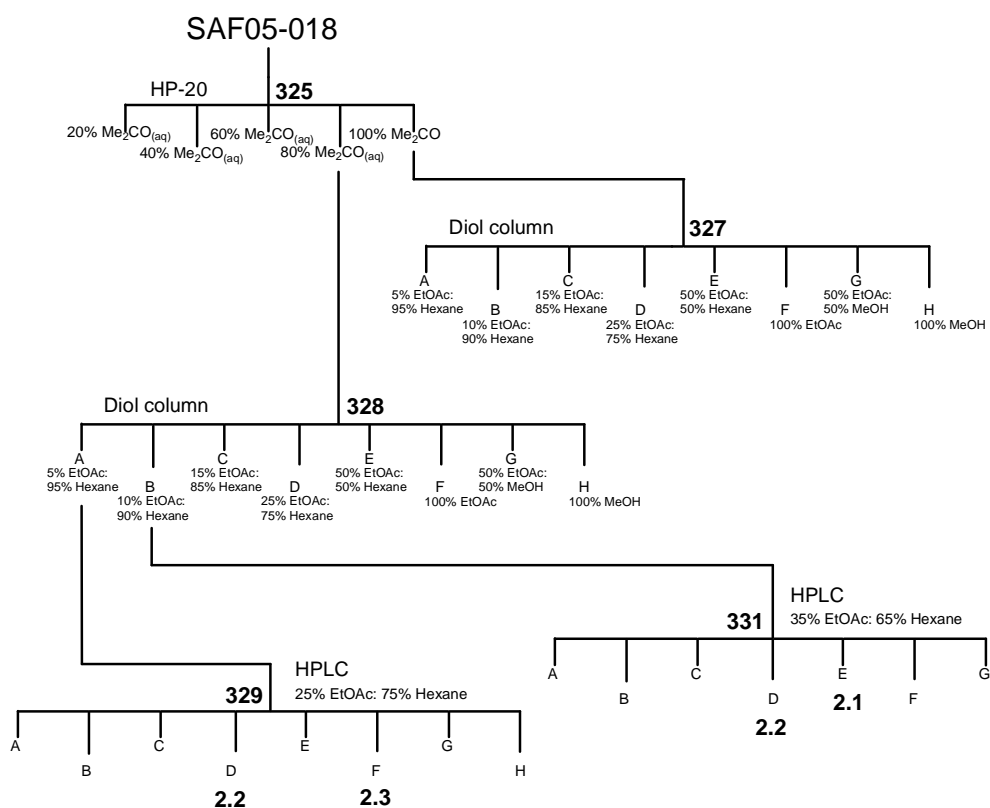 SAF05-018
HP-20
325
20% Me2CO(aq)
40% Me2CO(aq)
60% Me2CO(aq)
80% Me2CO(aq)
100% Me2CO
Diol column
327
A
5% EtOAc:
95% Hexane
B
10% EtOAc:
90% Hexane
C
15% EtOAc:
85% Hexane
D
25% EtOAc:
75% Hexane
E
50% EtOAc:
50% Hexane
F
100% EtOAc
G
50% EtOAc:
50% MeOH
H
100% MeOH
Diol column
328
A
5% EtOAc:
95% Hexane
B
10% EtOAc:
90% Hexane
C
15% EtOAc:
85% Hexane
D
25% EtOAc:
75% Hexane
E
50% EtOAc:
50% Hexane
F
100% EtOAc
G
50% EtOAc:
50% MeOH
H
100% MeOH
HPLC
331
35% EtOAc: 65% Hexane
A
B
C
D
2.2
E
2.1
F
G
HPLC
329
25% EtOAc: 75% Hexane
A
B
C
D
2.2
E
F
2.3
G
H